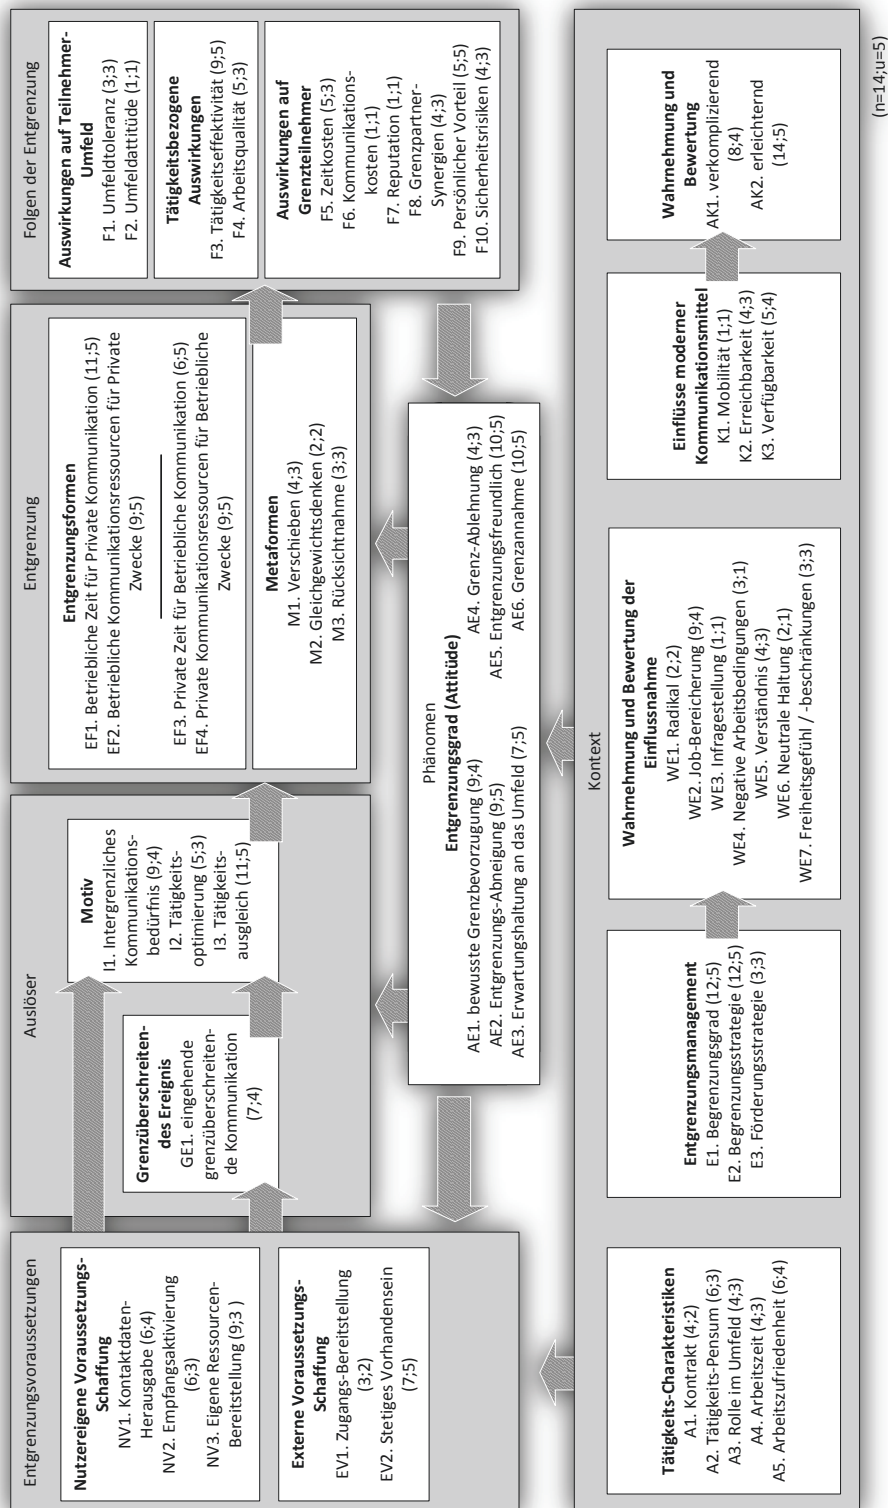 Entgrenzungsvoraussetzungen
Nutzereigene Voraussetzungs-
Schaffung
NV1. Kontaktdaten-
Herausgabe (6;4)
NV2. Empfangsaktivierung
(6;3)
NV3. Eigene Ressourcen-
Bereitstellung (9;3 )
Externe Voraussetzungs-
Schaffung
EV1. Zugangs-Bereitstellung
(3;2)
EV2. Stetiges Vorhandensein
(7;5)
Auslöser
Grenzüberschreiten-
des Ereignis
GE1. eingehende
grenzüberschreiten-
de Kommunikation
(7;4)
Motiv
I1. Intergrenzliches
Kommunikations-
bedürfnis (9;4)
I2. Tätigkeits-
optimierung (5;3)
I3. Tätigkeits-
ausgleich (11;5)
Entgrenzung
Entgrenzungsformen
EF1. Betriebliche Zeit für Private Kommunikation (11;5)
EF2. Betriebliche Kommunikationsressourcen für Private
Zwecke (9;5)
EF3. Private Zeit für Betriebliche Kommunikation (6;5)
EF4. Private Kommunikationsressourcen für Betriebliche
Zwecke (9;5)
Metaformen
M1. Verschieben (4;3)
M2. Gleichgewichtsdenken (2;2)
M3. Rücksichtnahme (3;3)
Folgen der Entgrenzung
Auswirkungen auf Teilnehmer-
Umfeld
F1. Umfeldtoleranz (3;3)
F2. Umfeldattitüde (1;1)
Tätigkeitsbezogene
Auswirkungen
F3. Tätigkeitseffektivität (9;5)
F4. Arbeitsqualität (5;3)
Auswirkungen auf
Grenzteilnehmer
F5. Zeitkosten (5;3)
F6. Kommunikations-
kosten (1;1)
F7. Reputation (1;1)
F8. Grenzpartner-
Synergien (4;3)
F9. Persönlicher Vorteil (5;5)
F10. Sicherheitsrisiken (4;3)
Phänomen
Entgrenzungsgrad (Attitüde)
AE1. bewusste Grenzbevorzugung (9;4)
AE2. Entgrenzungs-Abneigung (9;5)
AE3. Erwartungshaltung an das Umfeld (7;5)
AE4. Grenz-Ablehnung (4;3)
AE5. Entgrenzungsfreundlich (10;5)
AE6. Grenzannahme (10;5)
Kontext
Tätigkeits-Charakteristiken
A1. Kontrakt (4;2)
A2. Tätigkeits-Pensum (6;3)
A3. Rolle im Umfeld (4;3)
A4. Arbeitszeit (4;3)
A5. Arbeitszufriedenheit (6;4)
Entgrenzungsmanagement
E1. Begrenzungsgrad (12;5)
E2. Begrenzungsstrategie (12;5)
E3. Förderungsstrategie (3;3)
Wahrnehmung und Bewertung der
Einflussnahme
WE1. Radikal (2;2)
WE2. Job-Bereicherung (9;4)
WE3. Infragestellung (1;1)
WE4. Negative Arbeitsbedingungen (3;1)
WE5. Verständnis (4;3)
WE6. Neutrale Haltung (2;1)
WE7. Freiheitsgefühl / -beschränkungen (3;3)
Einflüsse moderner
Kommunikationsmittel
K1. Mobilität (1;1)
K2. Erreichbarkeit (4;3)
K3. Verfügbarkeit (5;4)
Wahrnehmung und
Bewertung
AK1. verkomplizierend
(8;4)
AK2. erleichternd
(14;5)
(n=14;u=5)